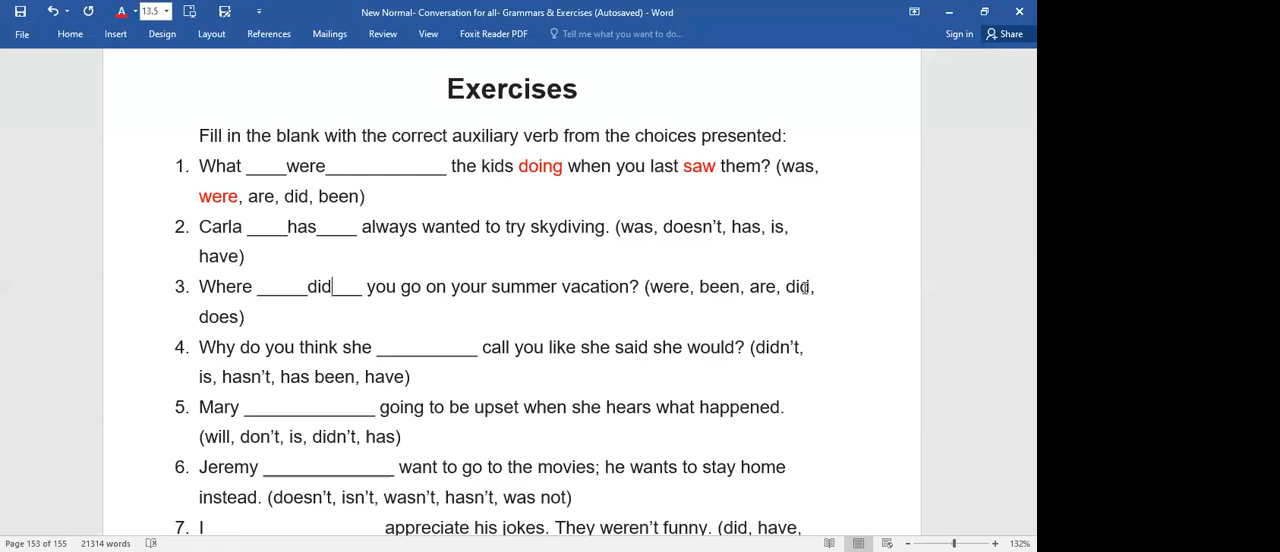 13.5
New Normal- Conversation for all- Grammars & Exercises (Autosaved) - Word
File Home Insert Design Layout References Mailings Review View Foxit Reader PDF Tell me what you want to do... Sign in Share
Exercises
Fill in the blank with the correct auxiliary verb from the choices presented:
1. What ____were____________ the kids doing when you last saw them? (was,
were, are, did, been)
2. Carla ____has____ always wanted to try skydiving. (was, doesn’t, has, is,
have)
3. Where _____did___ you go on your summer vacation? (were, been, are, did,
does)
4. Why do you think she __________ call you like she said she would? (didn’t,
is, hasn’t, has been, have)
5. Mary _____________ going to be upset when she hears what happened.
(will, don’t, is, didn’t, has)
6. Jeremy _____________ want to go to the movies; he wants to stay home
instead. (doesn’t, isn’t, wasn’t, hasn’t, was not)
7. I _________________ appreciate his jokes. They weren’t funny. (did, have,
Page 153 of 155 21314 words 132%